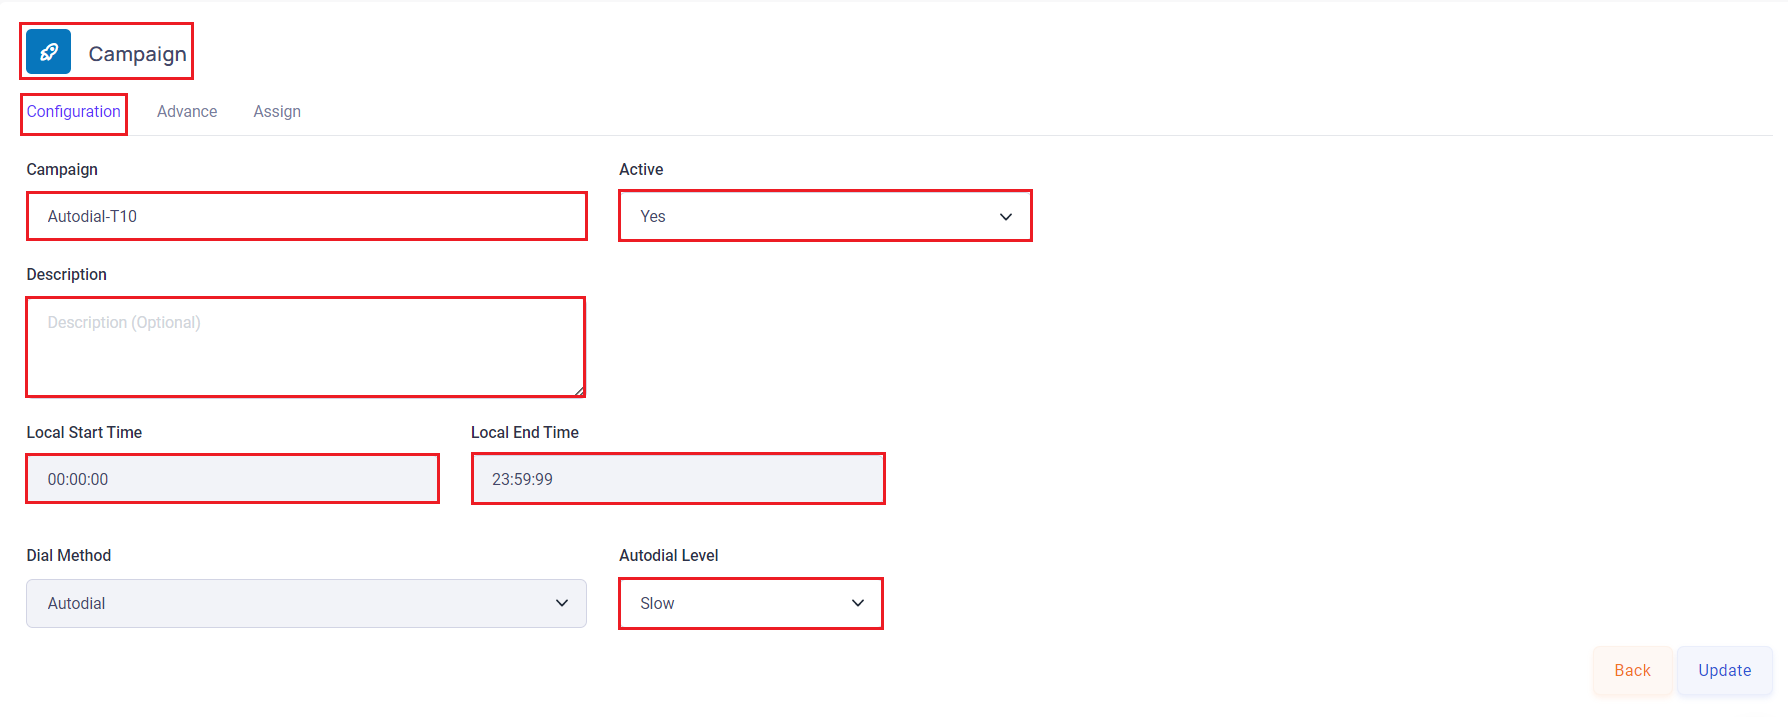 Campaign
Configuration Advance Assign
Campaign Active
Autodial-T10 Yes
Description
Description (Optional)
Local Start Time Local End Time
00:00:00 23:59:99
Dial Method Autodial Level
Autodial Slow
Back Update